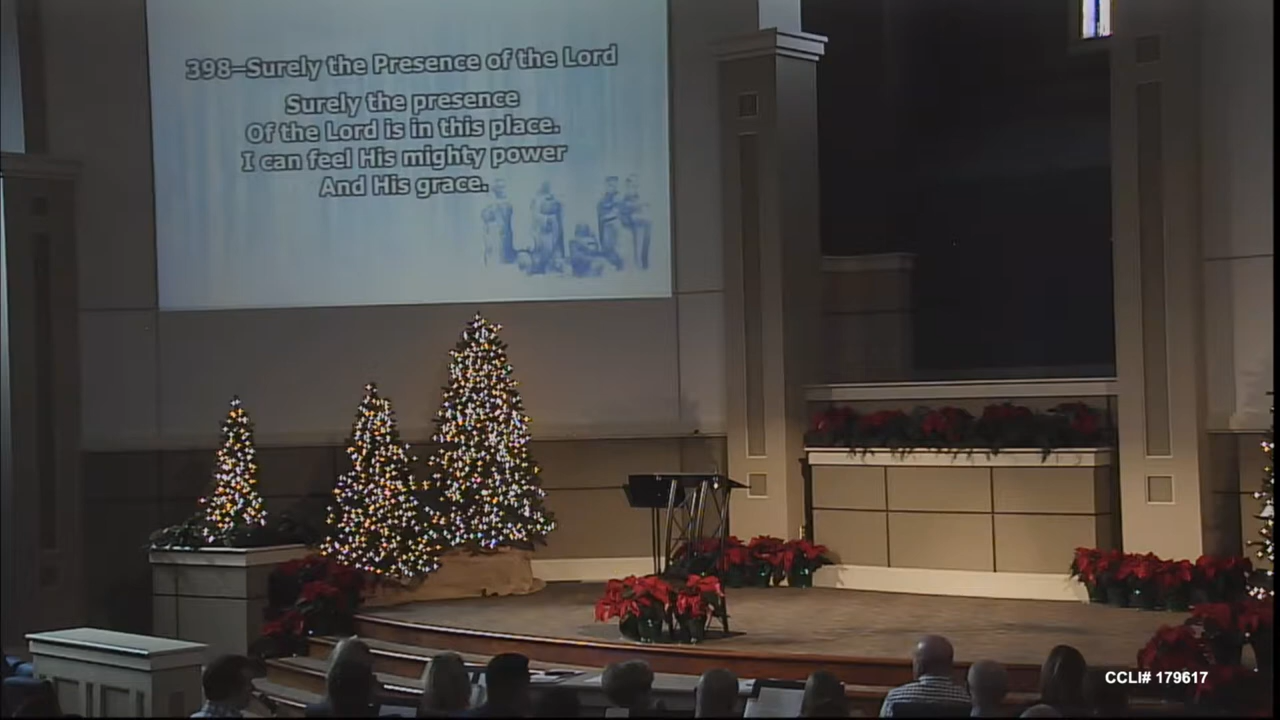 398–Surely the Presence of the Lord
Surely the presence
Of the Lord is in this place.
I can feel His mighty power
And His grace.
CCLI# 179617